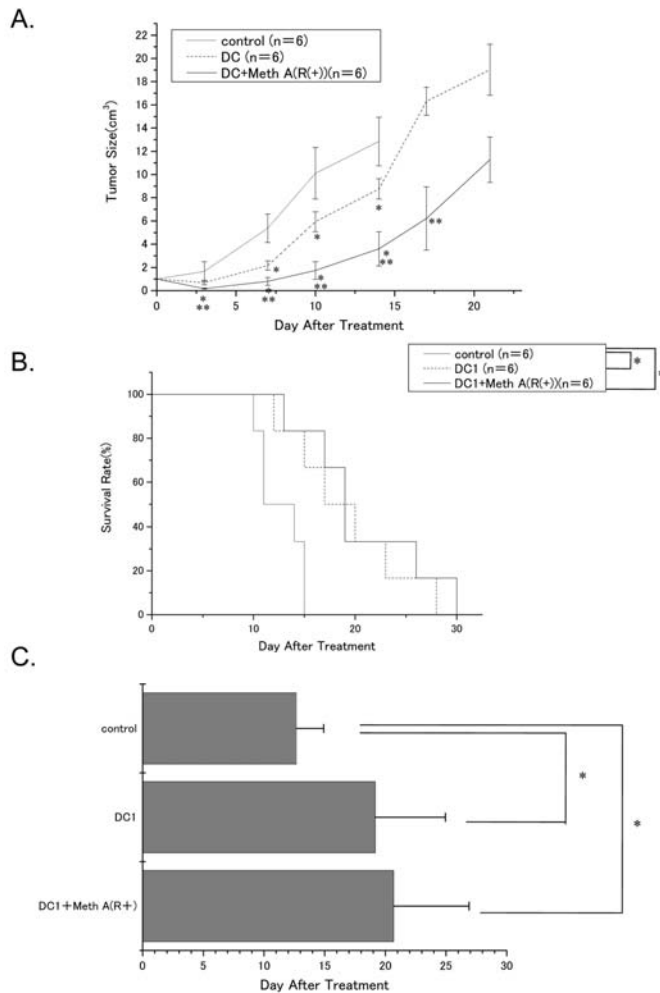 A.
control (n=6)
DC (n=6)
DC+Meth A(R(+))(n=6)
22
20
18
16
14
12
10
8
6
4
2
0
Tumor Size(cm³)
*
*
**
*
*
**
*
*
**
*
*
**
**
0 5 10 15 20
Day After Treatment
B.
control (n=6)
DC1 (n=6)
DC1+Meth A(R(+))(n=6)
*
100
80
60
40
20
0
Survival Rate(%)
0 10 20 30
Day After Treatment
C.
control
DC1
DC1+Meth A(R+)
*
*
0 5 10 15 20 25 30
Day After Treatment